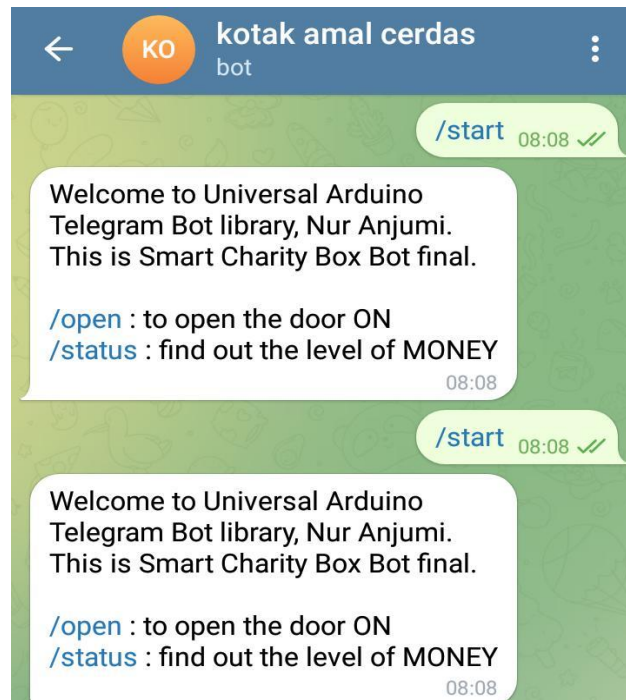 KO
kotak amal cerdas
bot
/start 08:08
Welcome to Universal Arduino
Telegram Bot library, Nur Anjumi.
This is Smart Charity Box Bot final.
/open : to open the door ON
/status : find out the level of MONEY
08:08
/start 08:08
Welcome to Universal Arduino
Telegram Bot library, Nur Anjumi.
This is Smart Charity Box Bot final.
/open : to open the door ON
/status : find out the level of MONEY
08:08